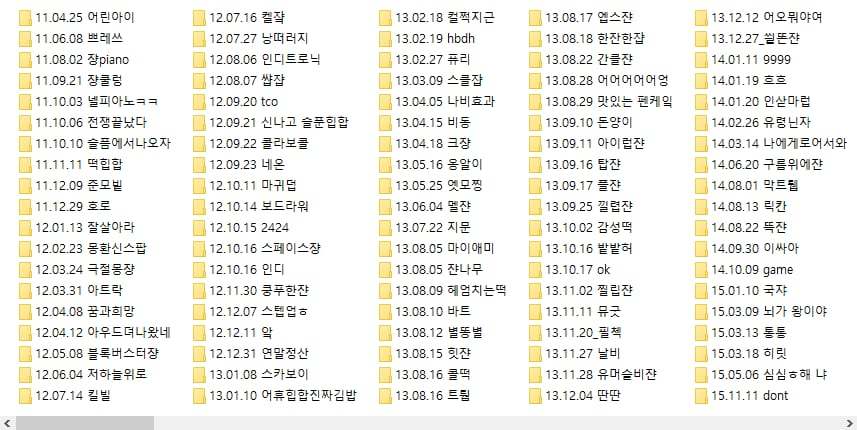 11.04.25 어린아이
11.06.08 쁘레쓰
11.08.02 쟝piano
11.09.21 쟝쿨렁
11.10.03 넬피아노ㅋㅋ
11.10.06 전쟁끝났다
11.10.10 슬픔에서나오자
11.11.11 떡힙합
11.12.09 준모빌
11.12.29 호로
12.01.13 잘살아라
12.02.23 몽환신스팝
12.03.24 극절몽쟝
12.03.31 아트락
12.04.08 꿈과희망
12.04.12 아우드뎌나왔네
12.05.08 블록버스터쟝
12.06.04 저하늘위로
12.07.14 킬빌
12.07.16 켈쟠
12.07.27 낭떠러지
12.08.06 인디트로닉
12.08.07 쌉쟙
12.09.20 tco
12.09.21 신나고 슬푼힙합
12.09.22 콜라보콜
12.09.23 네온
12.10.11 마귀덥
12.10.14 보드라워
12.10.15 2424
12.10.16 스페이스쟝
12.10.16 인디
12.11.30 쿵푸한쟌
12.12.07 스텝업ㅎ
12.12.11 앜
12.12.31 연말정산
13.01.08 스카보이
13.01.10 어휴힙합진짜김밥
13.02.18 컬쩍지근
13.02.19 hbdh
13.02.27 퓨리
13.03.09 스클쟙
13.04.05 나비효과
13.04.15 비동
13.04.18 크쟝
13.05.16 옹알이
13.05.25 옛모찡
13.06.04 멜쟌
13.07.22 지문
13.08.05 마이애미
13.08.05 쟌나무
13.08.09 헤엄치는떡
13.08.10 바트
13.08.12 별똥별
13.08.15 힛쟌
13.08.16 콜떡
13.08.16 트췁
13.08.17 엡스쟌
13.08.18 한잔한쟙
13.08.22 간클쟌
13.08.28 어어어어어엉
13.08.29 맛있는 펜케잌
13.09.10 돈양이
13.09.11 아이럽쟌
13.09.16 탑쟌
13.09.17 플쟌
13.09.25 낄럽쟌
13.10.02 감성떡
13.10.16 밭밭허
13.10.17 ok
13.11.02 찔립쟌
13.11.11 뮤긋
13.11.20_필첵
13.11.27 날비
13.11.28 유머슬비쟌
13.12.04 딴딴
13.12.12 어오뭐야여
13.12.27_쐴똔쟌
14.01.11 9999
14.01.19 흐흐
14.01.20 인삼마럽
14.02.26 유령닌자
14.03.14 나에게로어서와
14.06.20 구름위에쟌
14.08.01 막트췝
14.08.13 릭칸
14.08.22 뚝쟌
14.09.30 이싸아
14.10.09 game
15.01.10 국쟈
15.03.09 뇌가 왕이야
15.03.13 통통
15.03.18 히릿
15.05.06 심심ㅎ해 냐
15.11.11 dont